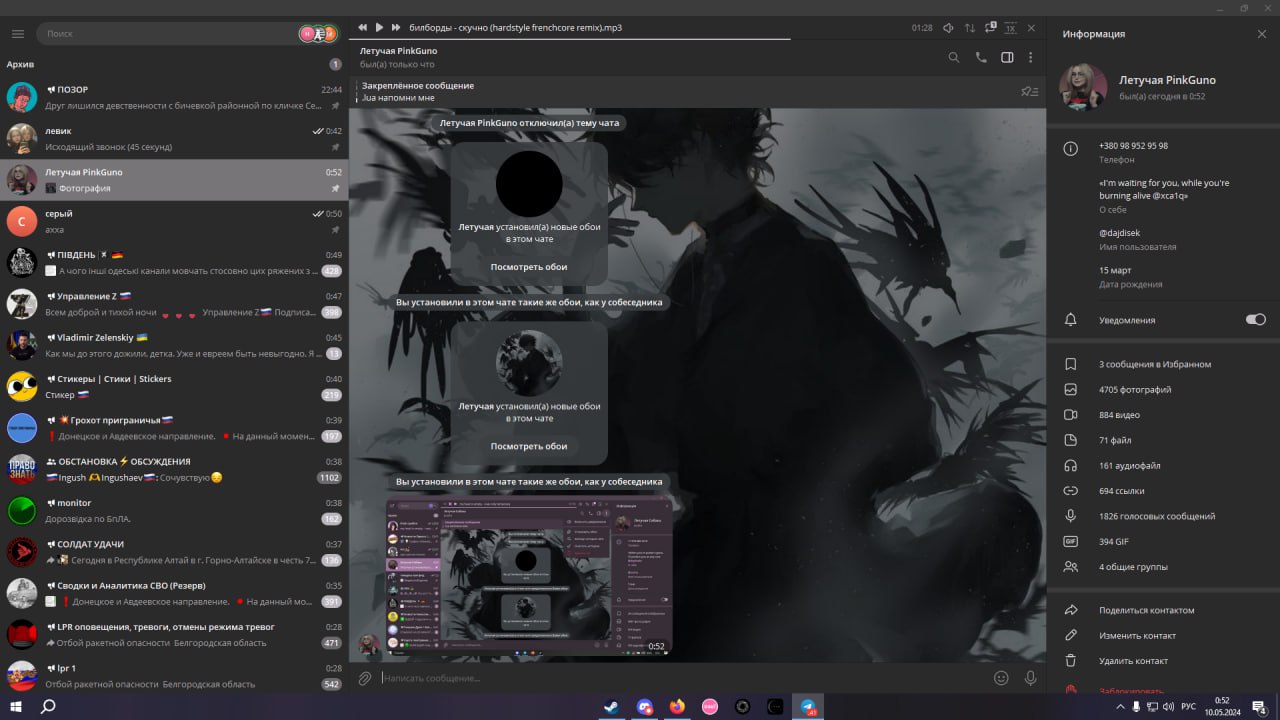 Поиск
Архив
1
ПОЗОР
22:44
Друг лишился девственности с бичевкой районной по кличке Се...
левик
0:42
Исходящий звонок (45 секунд)
Летучая PinkGuno
0:52
Фотография
С
серый
0:50
ахха
ПІВДЕНЬ
0:49
А чого інші одеські канали мовчать стосовно цих ряжених з ...
428
Управление Z
0:47
Всем доброй и тихой ночи Управление Z Подписа...
398
Vladimir Zelenskiy
0:45
Как мы до этого дожили, детка. Уже и евреем быть невыгодно. Я ...
13
Стикеры | Стики | Stickers
0:40
Стикер
219
Грохот приграничья
0:39
Донецкое и Авдеевское направление. На данный момен...
197
ПРАВО
ЗНАТЬ
ОБСТАНОВКА⚡ОБСУЖДЕНИЯ
0:38
Ingush Ingushaev: Сочувствую
1102
monitor
0:38
Дорозвідка по БпЛА.
162
СОЛДАТ УДАЧИ
0:37
Сегодня в Республике Алтай в г. Горно-Алтайске в честь 7...
136
Сводки и Аналитика СВО (Резерв)
0:35
Донецкое и Авдеевское направление. На данный мо...
391
LPR оповещения, тревоги, отмены режима тревог
0:28
Отбой ракетной опасности Белгородская область
471
lpr 1
0:28
Отбой ракетной опасности Белгородская область
542
билборды - скучно (hardstyle frenchcore remix).mp3
01:28
Летучая PinkGuno
был(а) только что
Закреплённое сообщение
.lua напомни мне
Летучая PinkGuno отключил(а) тему чата
Летучая установил(а) новые обои
в этом чате
Посмотреть обои
Вы установили в этом чате такие же обои, как у собеседника
Летучая установил(а) новые обои
в этом чате
Посмотреть обои
Вы установили в этом чате такие же обои, как у собеседника
0:52
Написать сообщение...
Информация
Летучая PinkGuno
был(а) сегодня в 0:52
+380 98 952 95 98
Телефон
«I'm waiting for you, while you're
burning alive @xca1q»
О себе
@dajdisek
Имя пользователя
15 март
Дата рождения
Уведомления
3 сообщения в Избранном
4705 фотографий
884 видео
71 файл
161 аудиофайл
694 ссылки
1826 голосовых сообщений
GIF
394 GIF
4 общие группы
Поделиться контактом
Изменить контакт
Удалить контакт
Заблокировать
РУС
0:52
10.05.2024